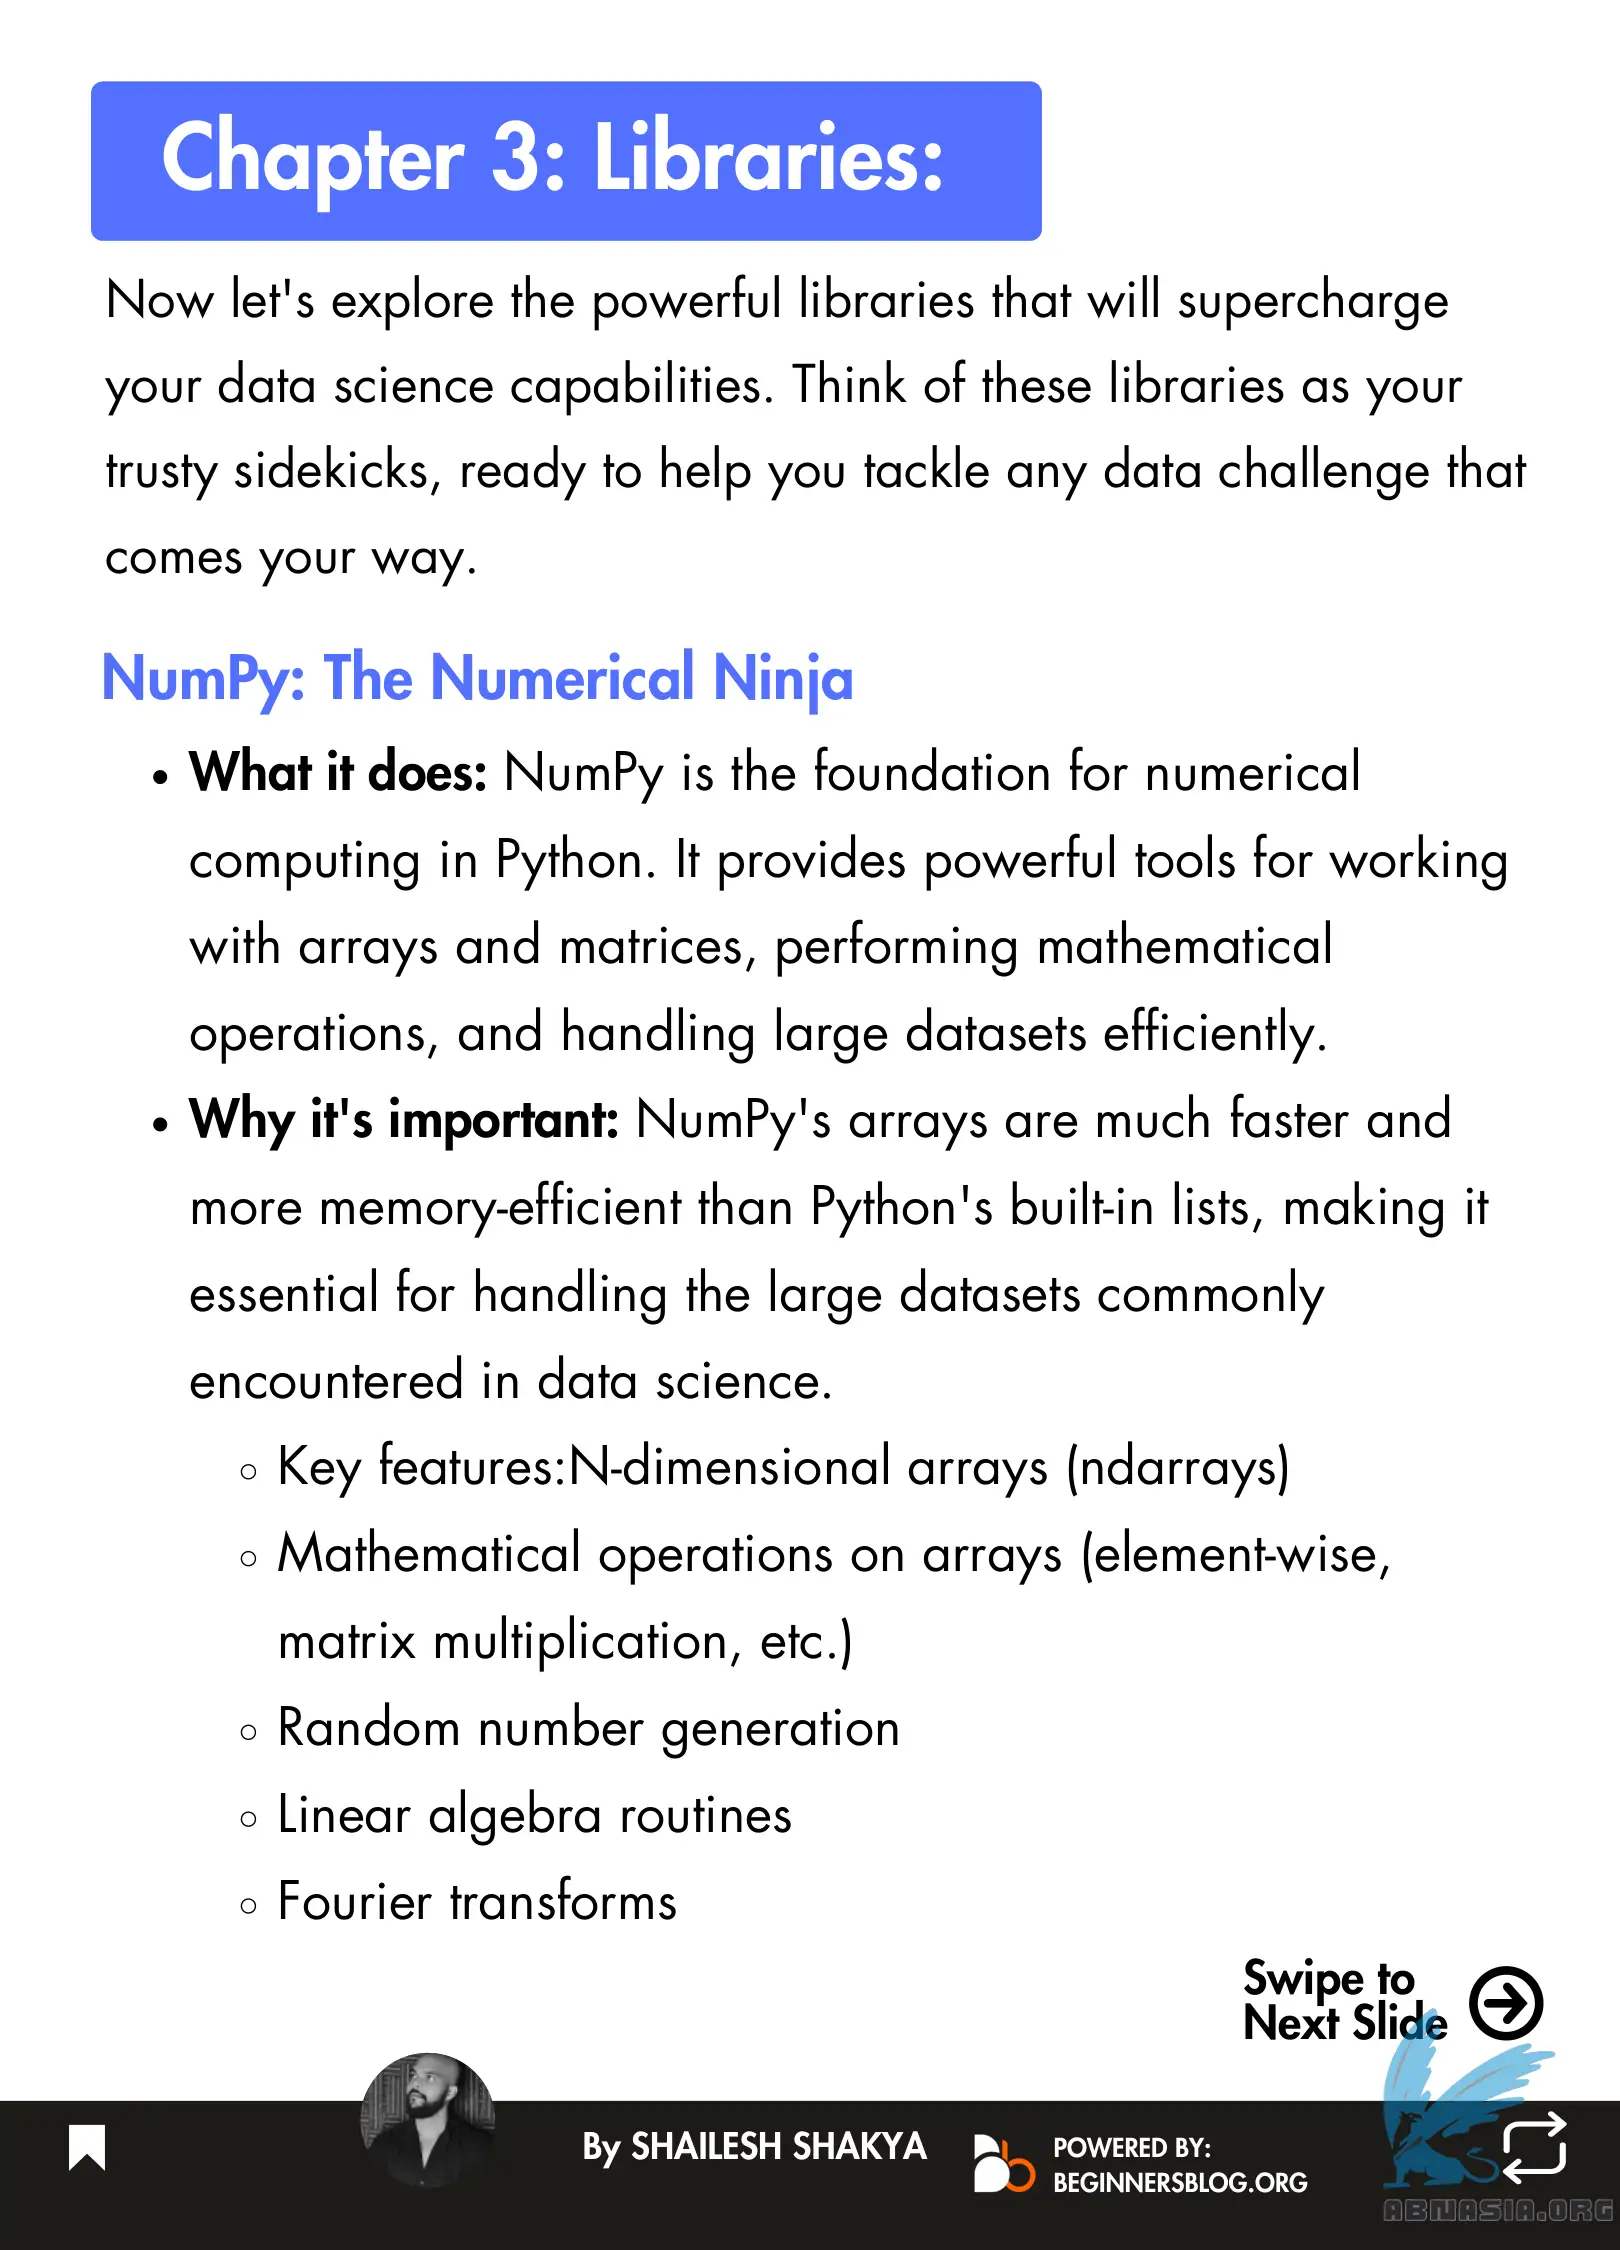 Chapter 3: Libraries:
Now let's explore the powerful libraries that will supercharge
your data science capabilities. Think of these libraries as your
trusty sidekicks, ready to help you tackle any data challenge that
comes your way.
NumPy: The Numerical Ninja
• What it does: NumPy is the foundation for numerical
computing in Python. It provides powerful tools for working
with arrays and matrices, performing mathematical
operations, and handling large datasets efficiently.
• Why it's important: NumPy's arrays are much faster and
more memory-efficient than Python's built-in lists, making it
essential for handling the large datasets commonly
encountered in data science.
◦ Key features:N-dimensional arrays (ndarrays)
◦ Mathematical operations on arrays (element-wise,
matrix multiplication, etc.)
◦ Random number generation
◦ Linear algebra routines
◦ Fourier transforms
Swipe to
Next Slide
By SHAILESH SHAKYA
POWERED BY:
BEGINNERSBLOG.ORG
ABNASIA.ORG